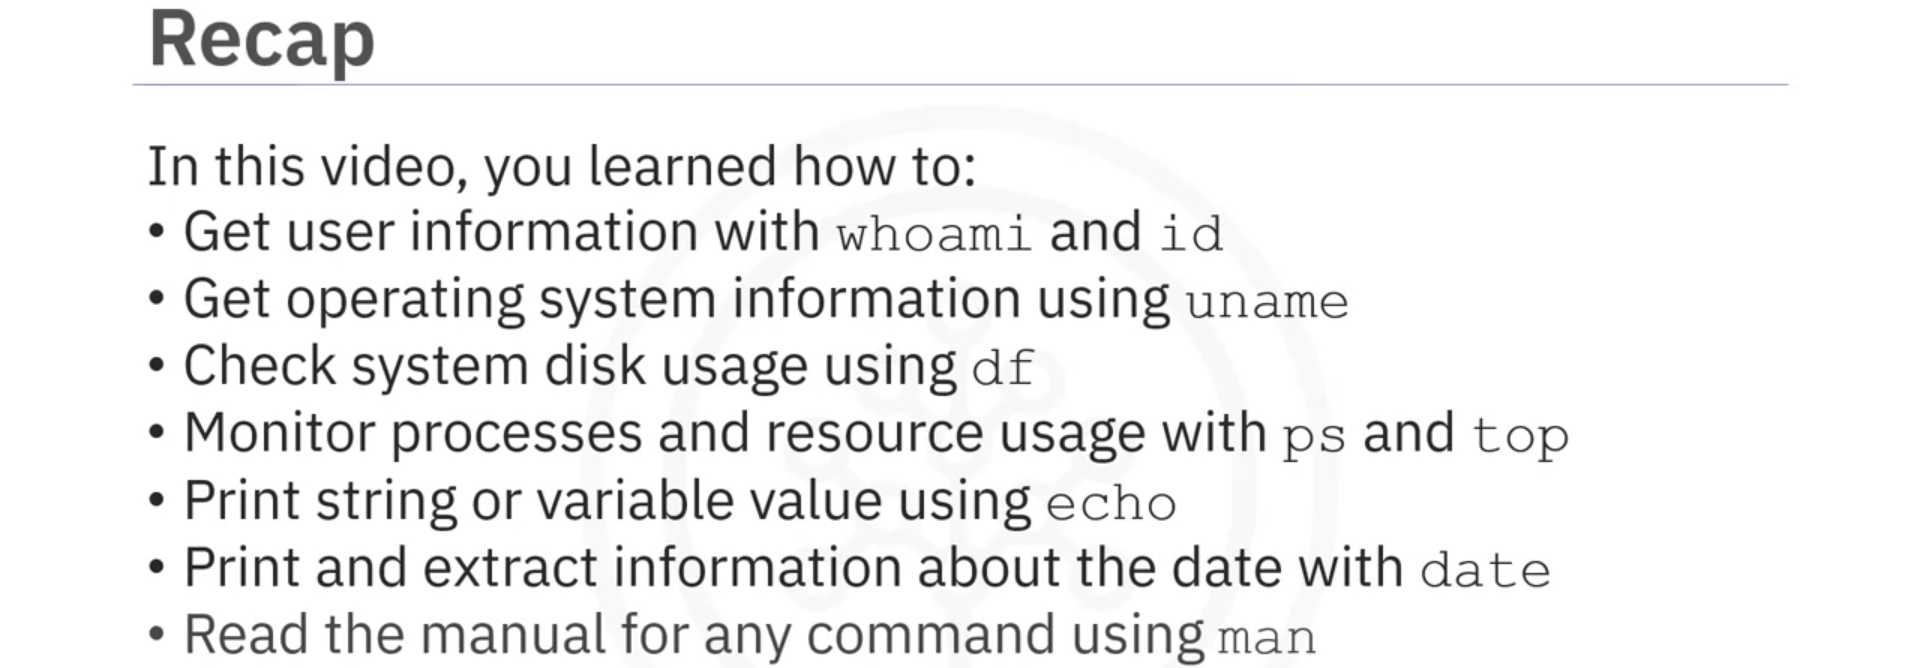 Recap
In this video, you learned how to:
• Get user information with whoami and id
• Get operating system information using uname
• Check system disk usage using df
• Monitor processes and resource usage with ps and top
• Print string or variable value using echo
• Print and extract information about the date with date
• Read the manual for any command using man